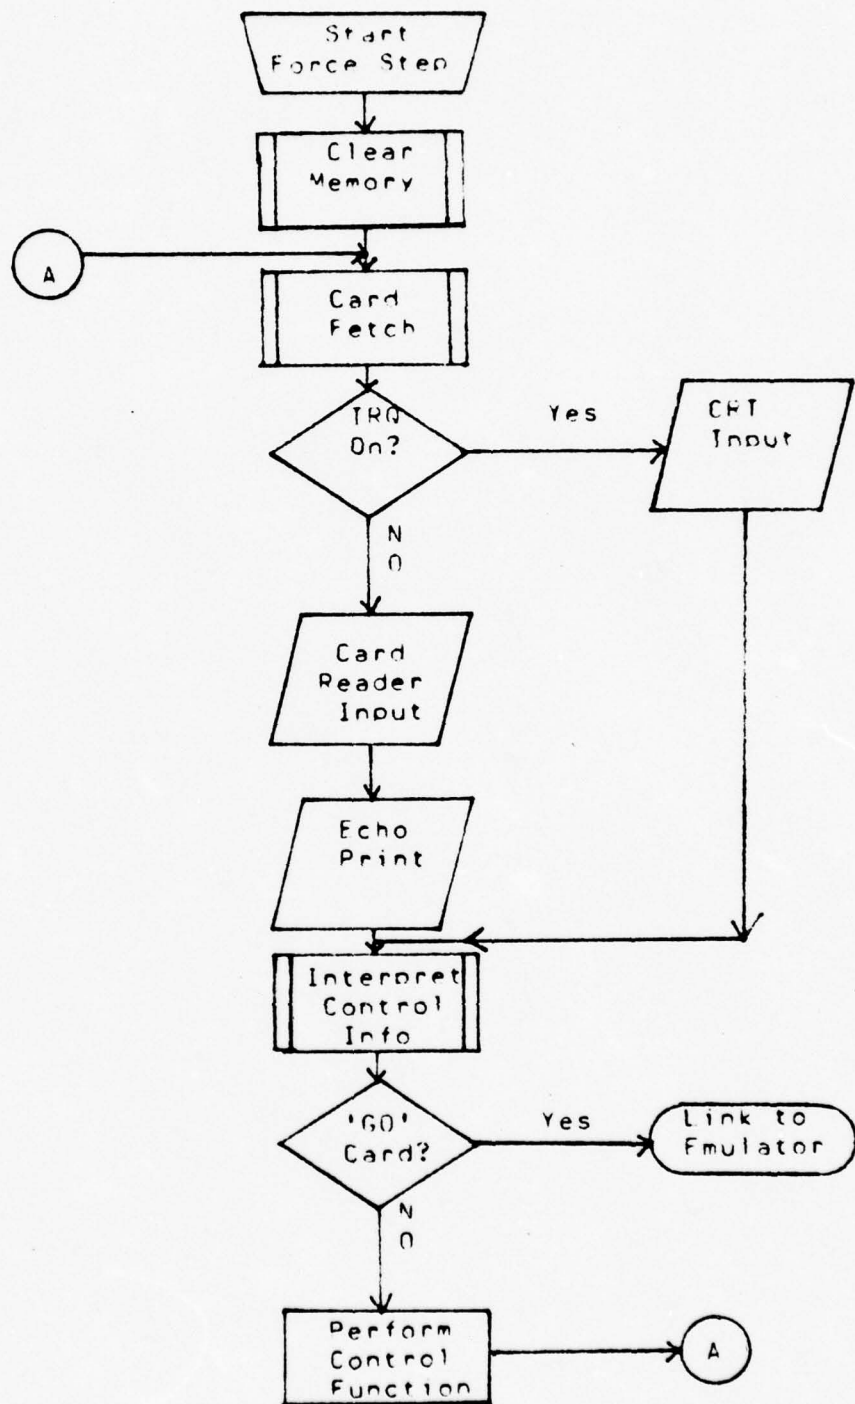 Start
Force Step
Clear
Memory
A
Card
Fetch
IRQ
On?
Yes
CRT
Input
N
O
Card
Reader
Input
Echo
Print
Interpret
Control
Info
'GO'
Card?
Yes
Link to
Emulator
N
O
Perform
Control
Function
A